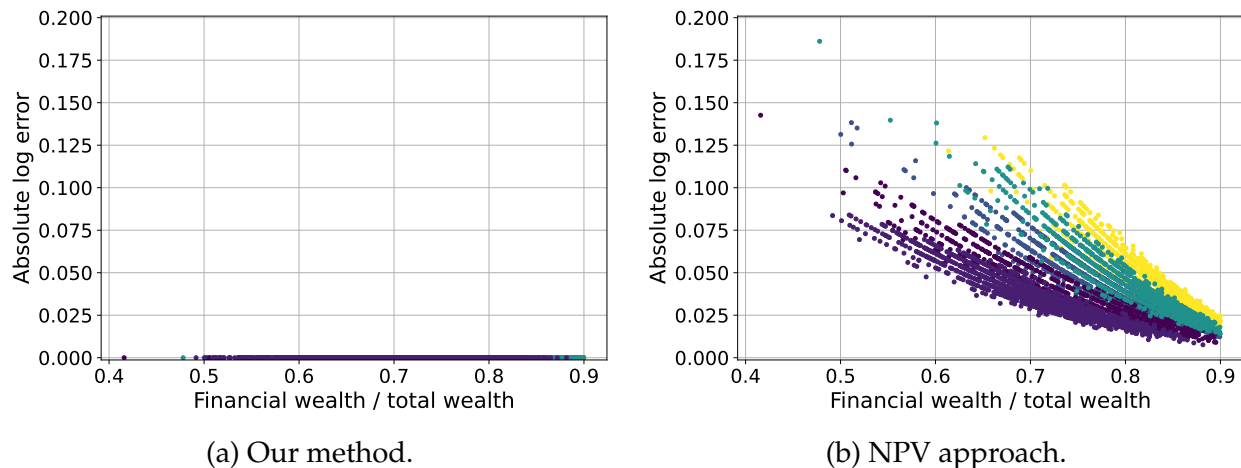 0.200
0.175
0.150
0.125
0.100
0.075
0.050
0.025
0.000
Absolute log error
0.4 0.5 0.6 0.7 0.8 0.9
Financial wealth / total wealth
(a) Our method.
0.200
0.175
0.150
0.125
0.100
0.075
0.050
0.025
0.000
Absolute log error
0.4 0.5 0.6 0.7 0.8 0.9
Financial wealth / total wealth
(b) NPV approach.